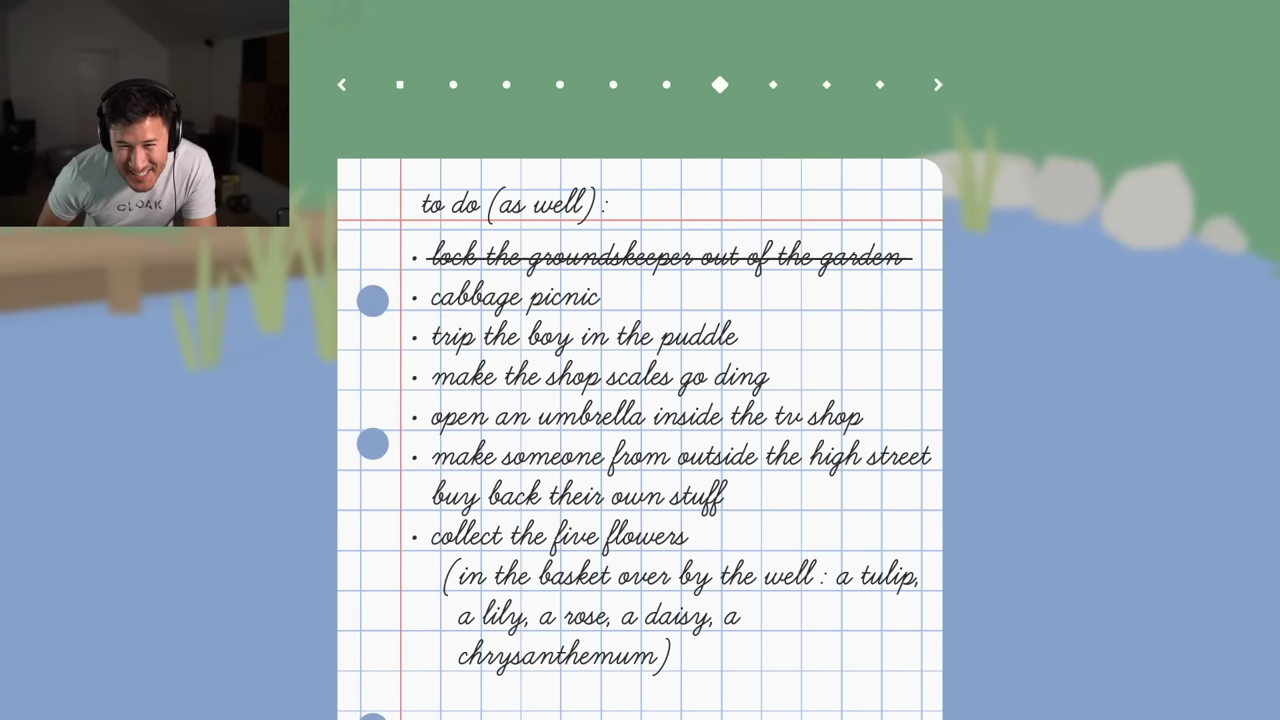 CLOAK
to do (as well) :
• lock the groundskeeper out of the garden
• cabbage picnic
• trip the boy in the puddle
• make the shop scales go ding
• open an umbrella inside the tv shop
• make someone from outside the high street
buy back their own stuff
• collect the five flowers
(in the basket over by the well : a tulip,
a lily, a rose, a daisy, a
chrysanthemum)